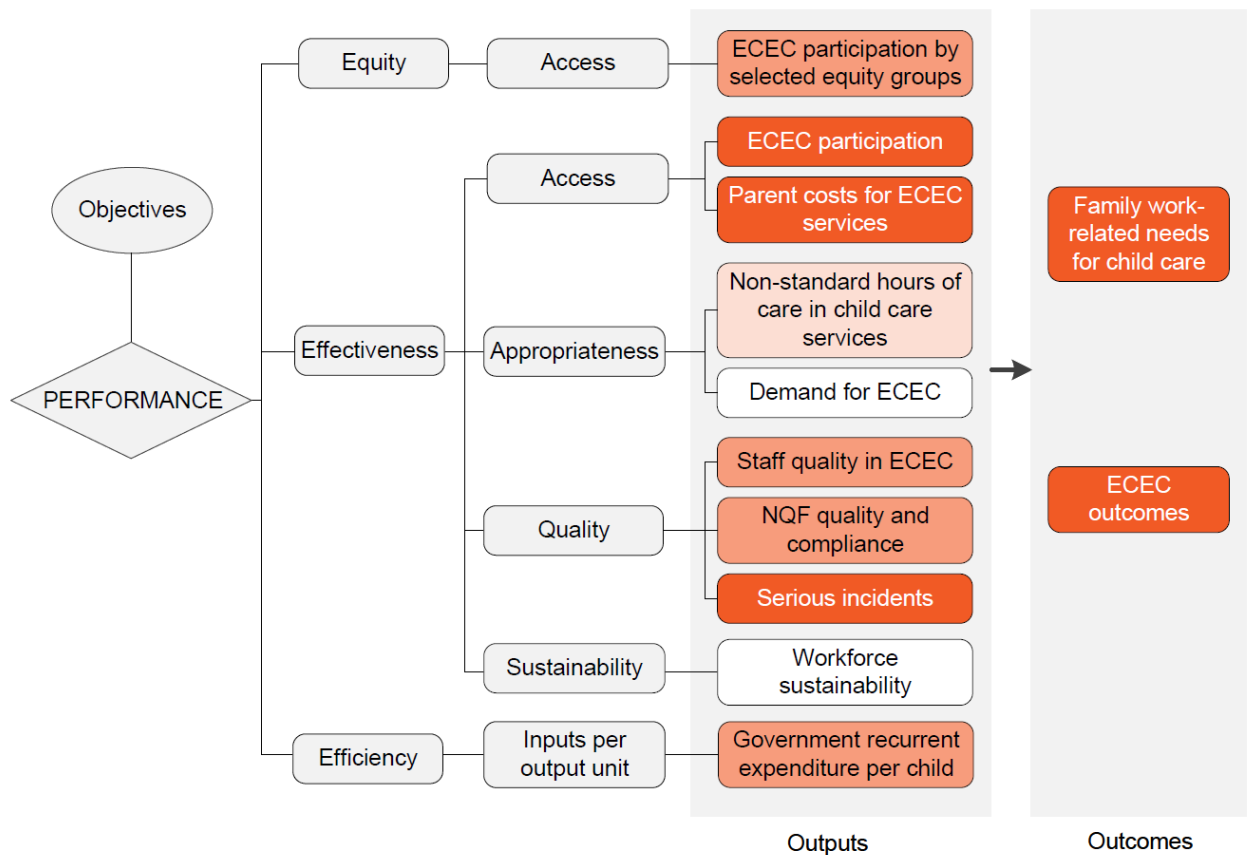 Objectives
PERFORMANCE
Equity
Access
ECEC participation by
selected equity groups
Effectiveness
Access
ECEC participation
Parent costs for ECEC
services
Appropriateness
Non-standard hours of
care in child care
services
Demand for ECEC
Quality
Staff quality in ECEC
NQF quality and
compliance
Serious incidents
Sustainability
Workforce
sustainability
Efficiency
Inputs per
output unit
Government recurrent
expenditure per child
Outputs
Family work-
related needs
for child care
ECEC
outcomes
Outcomes